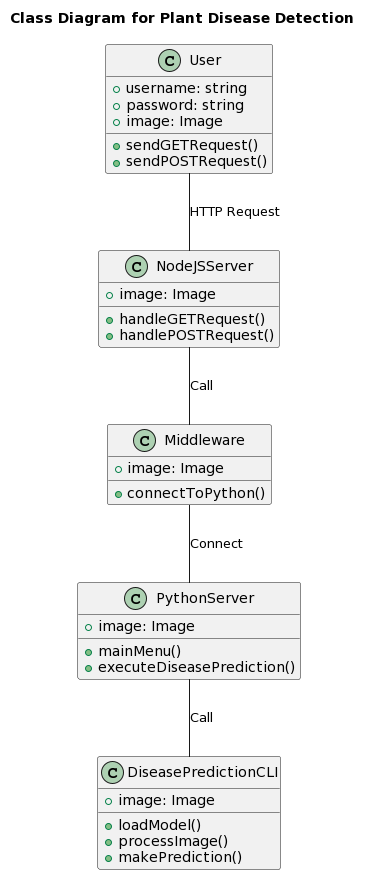 Class Diagram for Plant Disease Detection
C User
username: string
password: string
image: Image
sendGETRequest()
sendPOSTRequest()
HTTP Request
C NodeJSServer
image: Image
handleGETRequest()
handlePOSTRequest()
Call
C Middleware
image: Image
connectToPython()
Connect
C PythonServer
image: Image
mainMenu()
executeDiseasePrediction()
Call
C DiseasePredictionCLI
image: Image
loadModel()
processImage()
makePrediction()